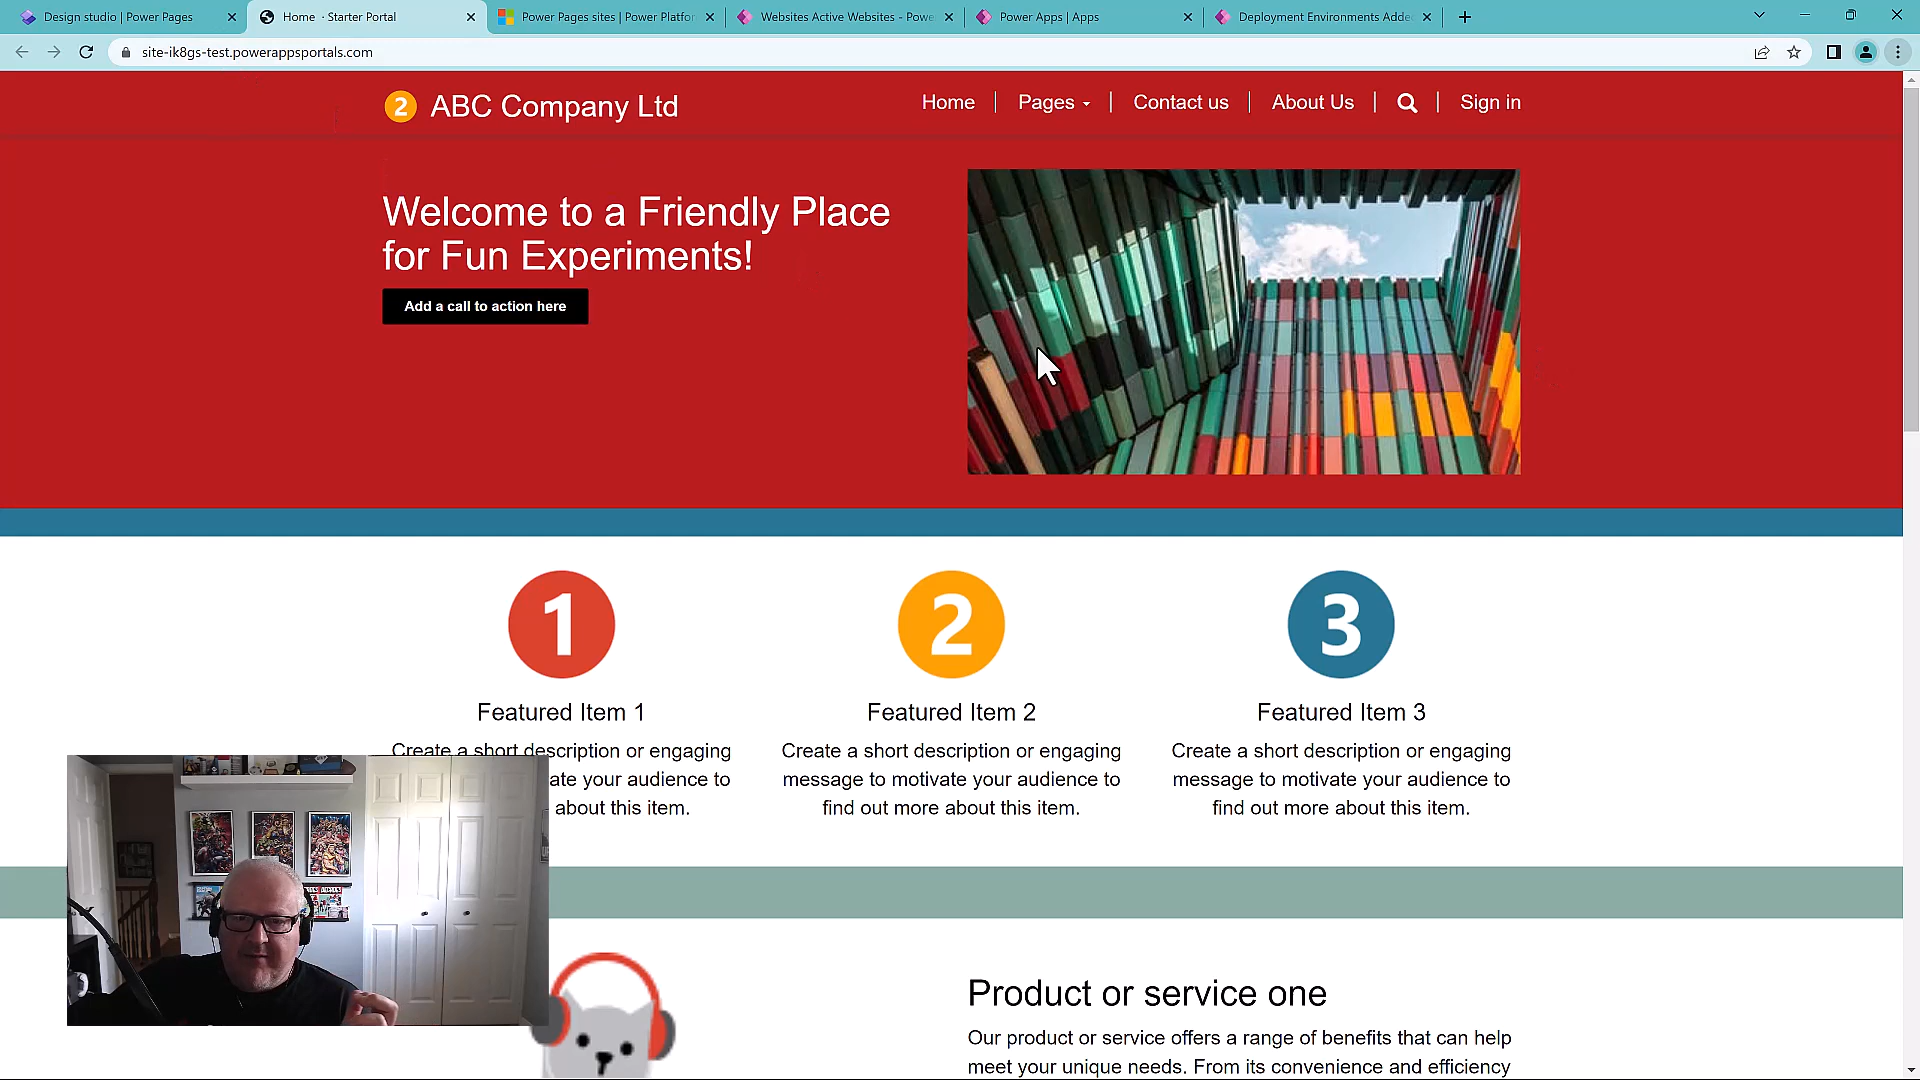 Design studio | Power Pages
Home · Starter Portal
Power Pages sites | Power Platfor
Websites Active Websites - Powe
Power Apps | Apps
Deployment Environments Adde
site-ik8gs-test.powerappsportals.com
2 ABC Company Ltd
Home
Pages
Contact us
About Us
Sign in
Welcome to a Friendly Place
for Fun Experiments!
Add a call to action here
1
2
3
Featured Item 1
Featured Item 2
Featured Item 3
Create a short description or engaging
ate your audience to
about this item.
Create a short description or engaging
message to motivate your audience to
find out more about this item.
Create a short description or engaging
message to motivate your audience to
find out more about this item.
Product or service one
Our product or service offers a range of benefits that can help
meet your unique needs. From its convenience and efficiency